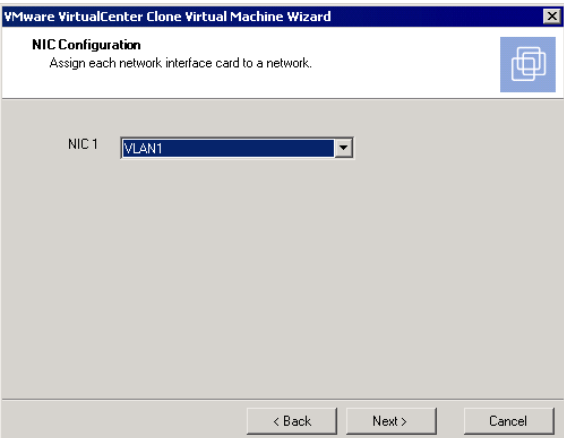 VMware VirtualCenter Clone Virtual Machine Wizard
NIC Configuration
Assign each network interface card to a network.
NIC 1 VLAN1
< Back Next > Cancel